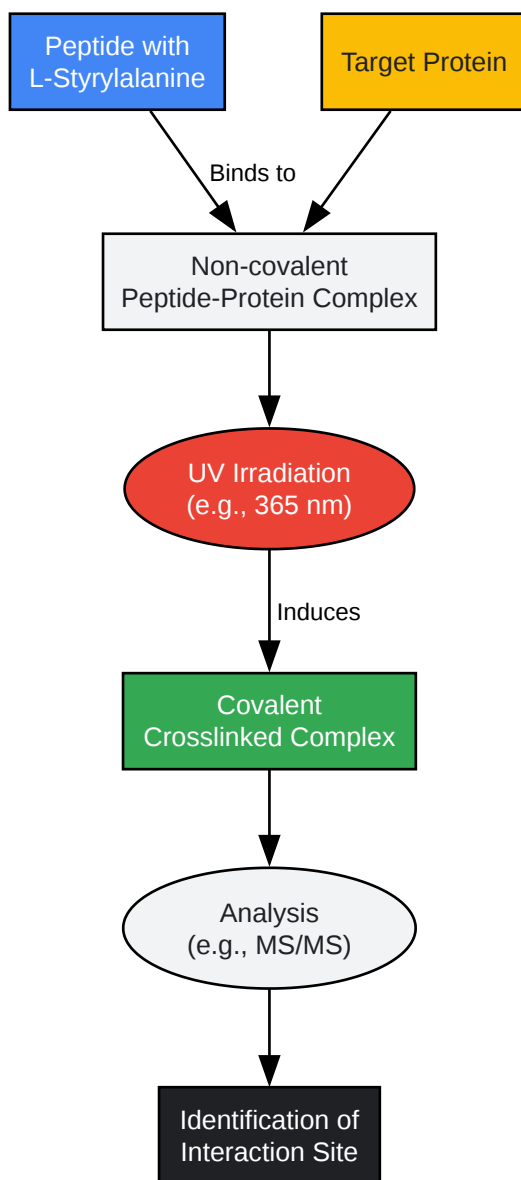 Peptide with
L-Styrylalanine
Target Protein
Binds to
Non-covalent
Peptide-Protein Complex
UV Irradiation
(e.g., 365 nm)
Induces
Covalent
Crosslinked Complex
Analysis
(e.g., MS/MS)
Identification of
Interaction Site